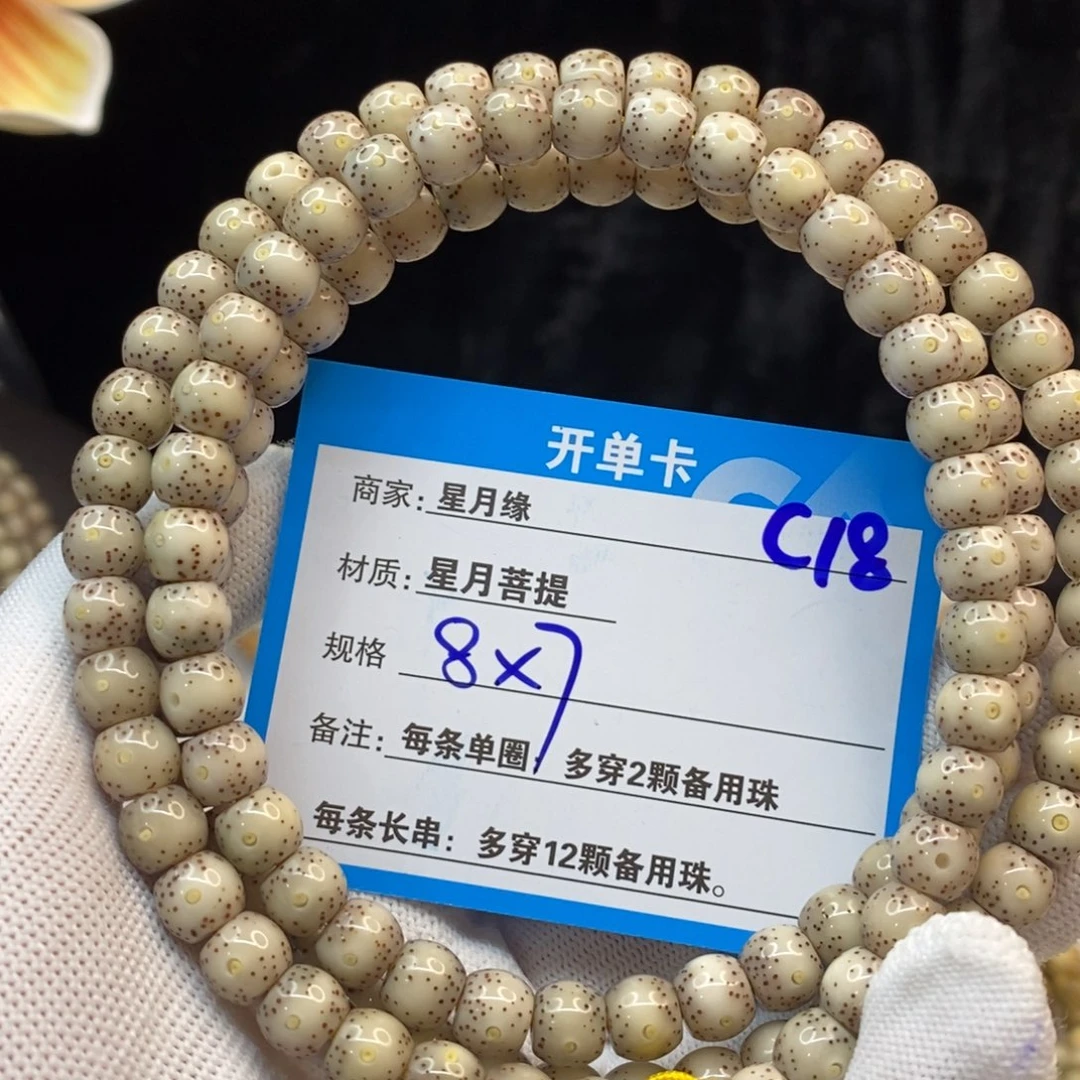 开单卡
商家：星月缘
C18
材质：星月菩提
规格 8×7
备注：每条单圈，多穿2颗备用珠
每条长串：多穿12颗备用珠。